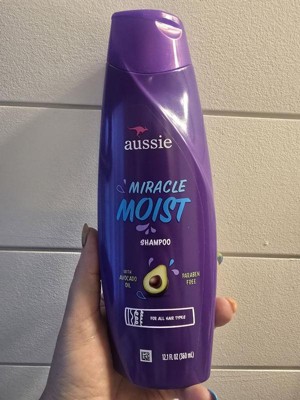 aussie
MIRACLE
MOIST
SHAMPOO
WITH
AVOCADO
OIL
PARABEN
FREE
FOR ALL HAIR TYPES
12.1 FL OZ (360 mL)